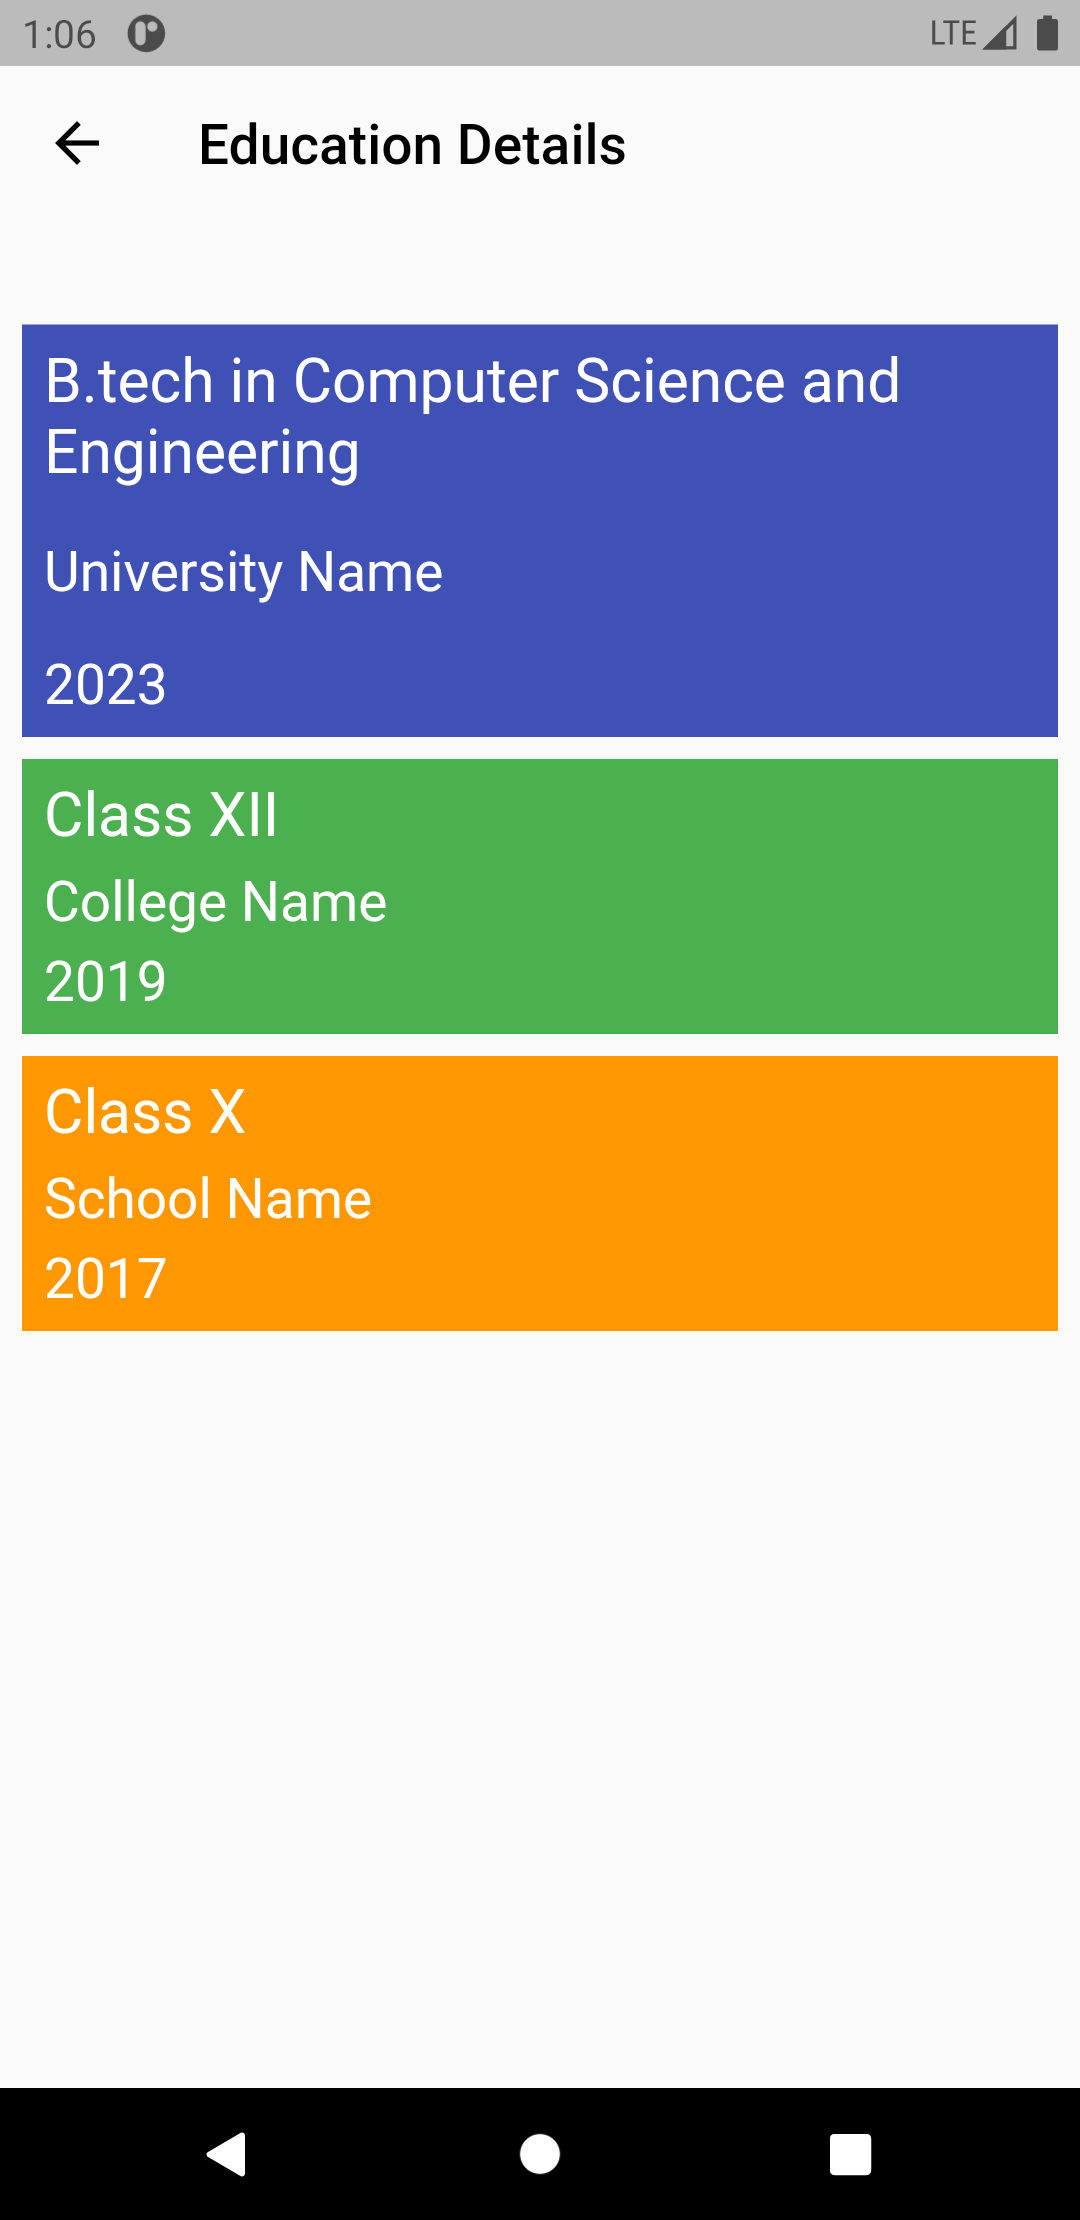 1:06 LTE
Education Details
B.tech in Computer Science and
Engineering
University Name
2023
Class XII
College Name
2019
Class X
School Name
2017